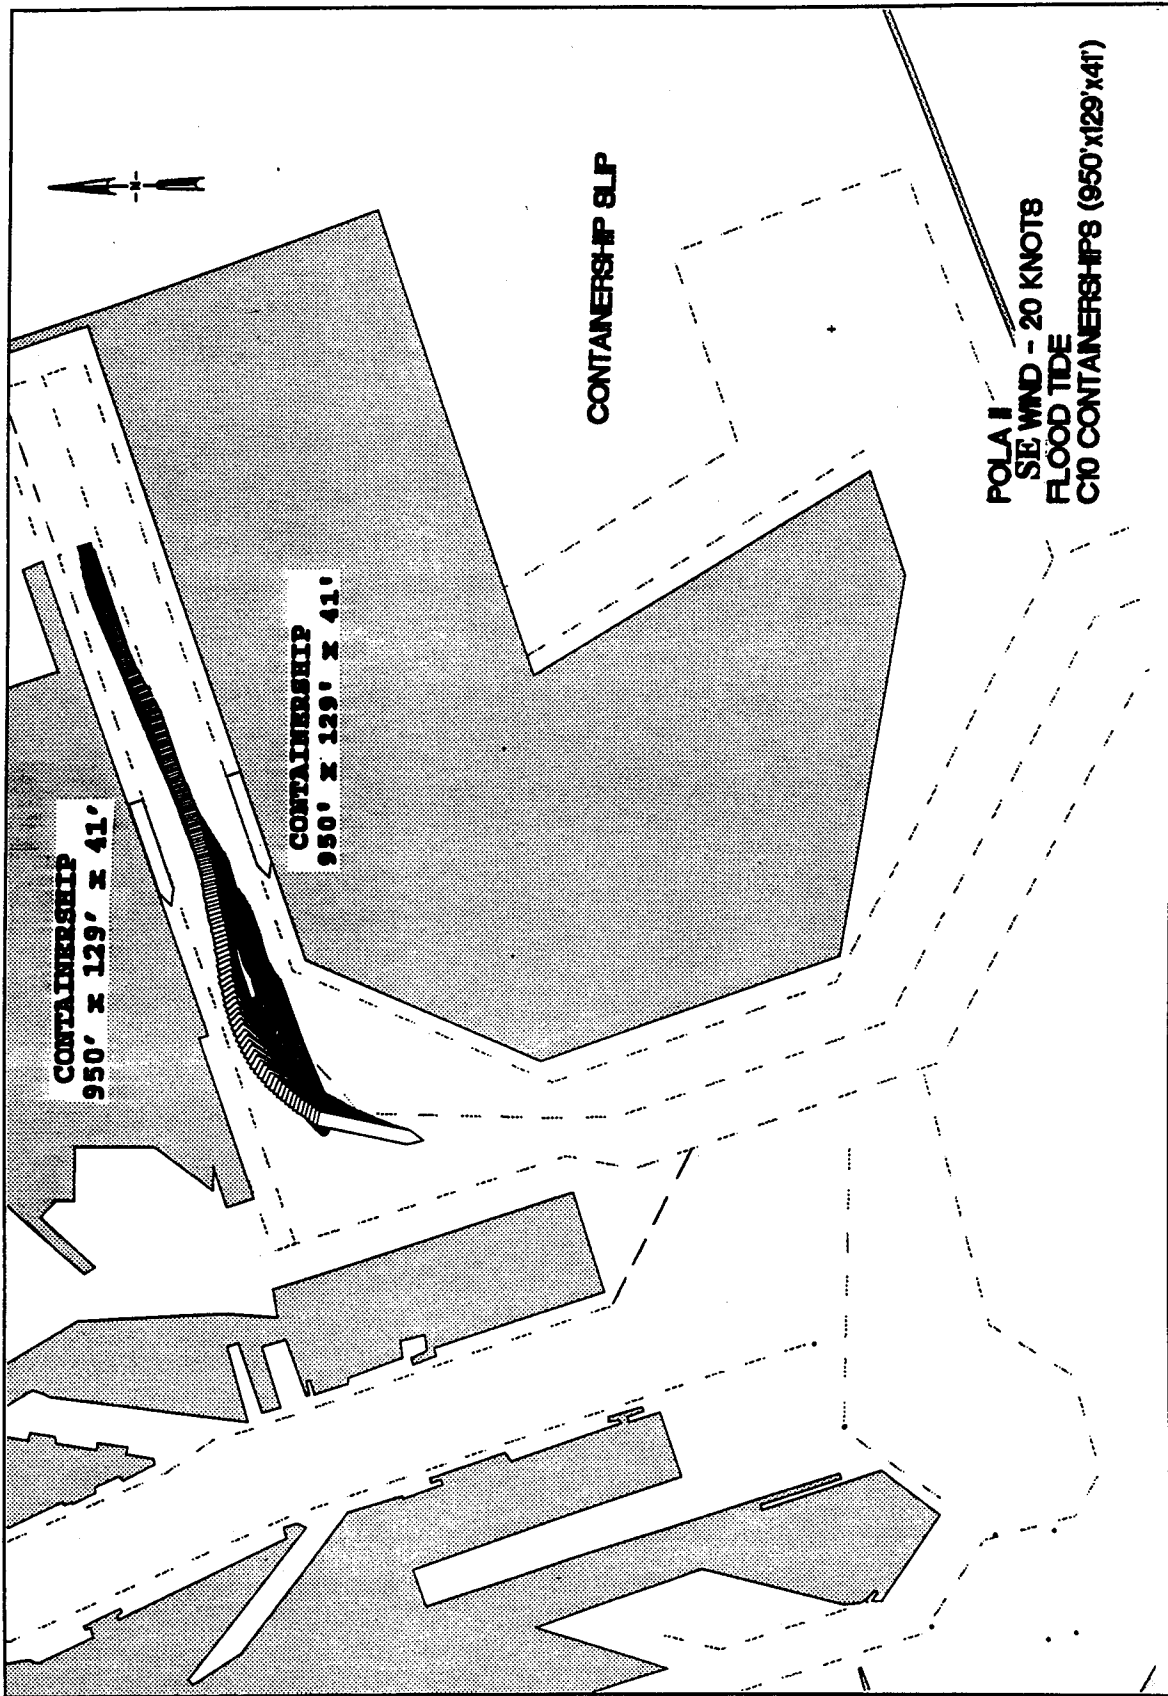 CONTAINERSHIP
950' x 129' x 41'
CONTAINERSHIP
950' x 129' x 41'
-N-
CONTAINERSHIP SLIP
POLA II
SE WIND - 20 KNOTS
FLOOD TIDE
C10 CONTAINERSHIPS (950'x129'x41')